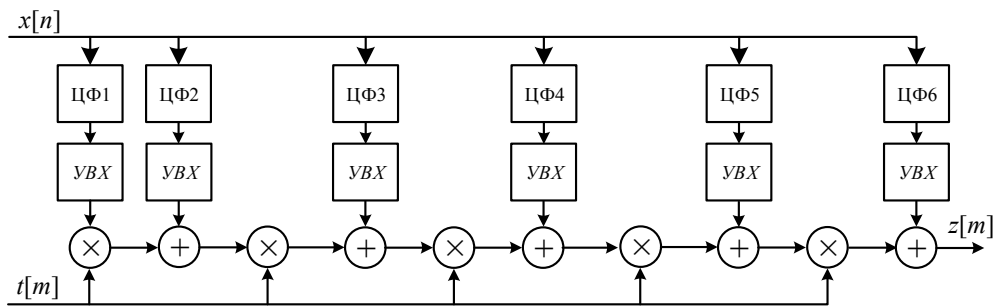 x[n]
ЦФ1 ЦФ2 ЦФ3 ЦФ4 ЦФ5 ЦФ6
УВХ УВХ УВХ УВХ УВХ УВХ
× + × + × + × + × + z[m]
t[m]